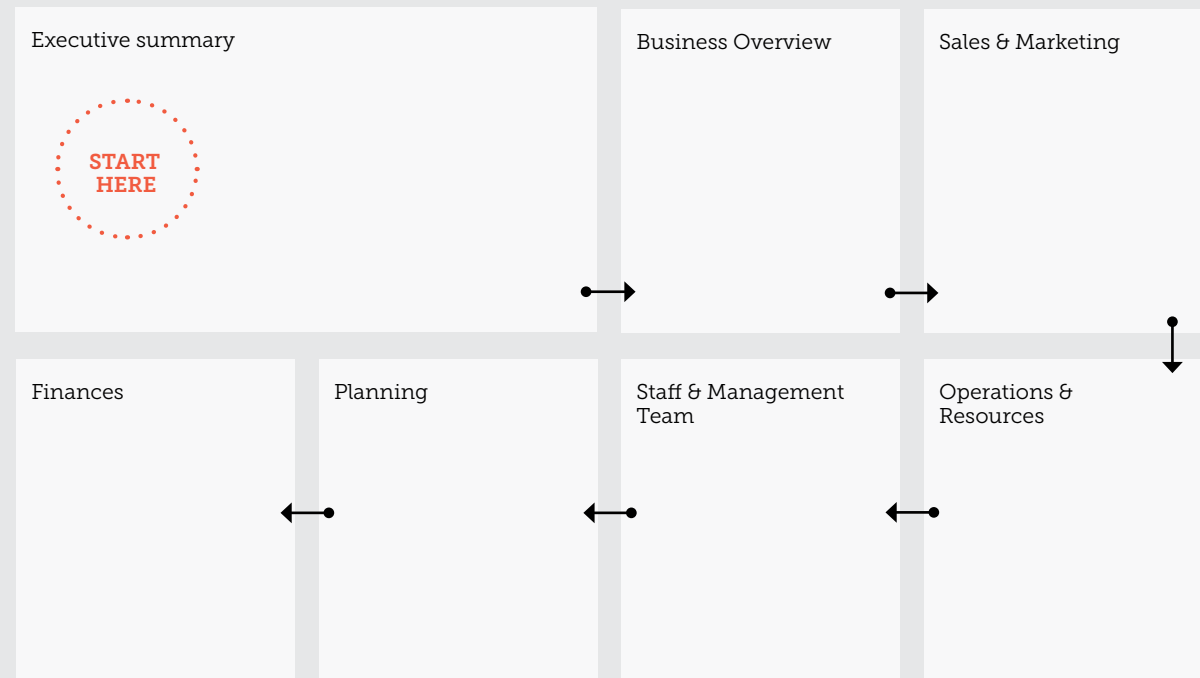 Executive summary
START
HERE
Business Overview
Sales & Marketing
Finances
Planning
Staff & Management
Team
Operations &
Resources